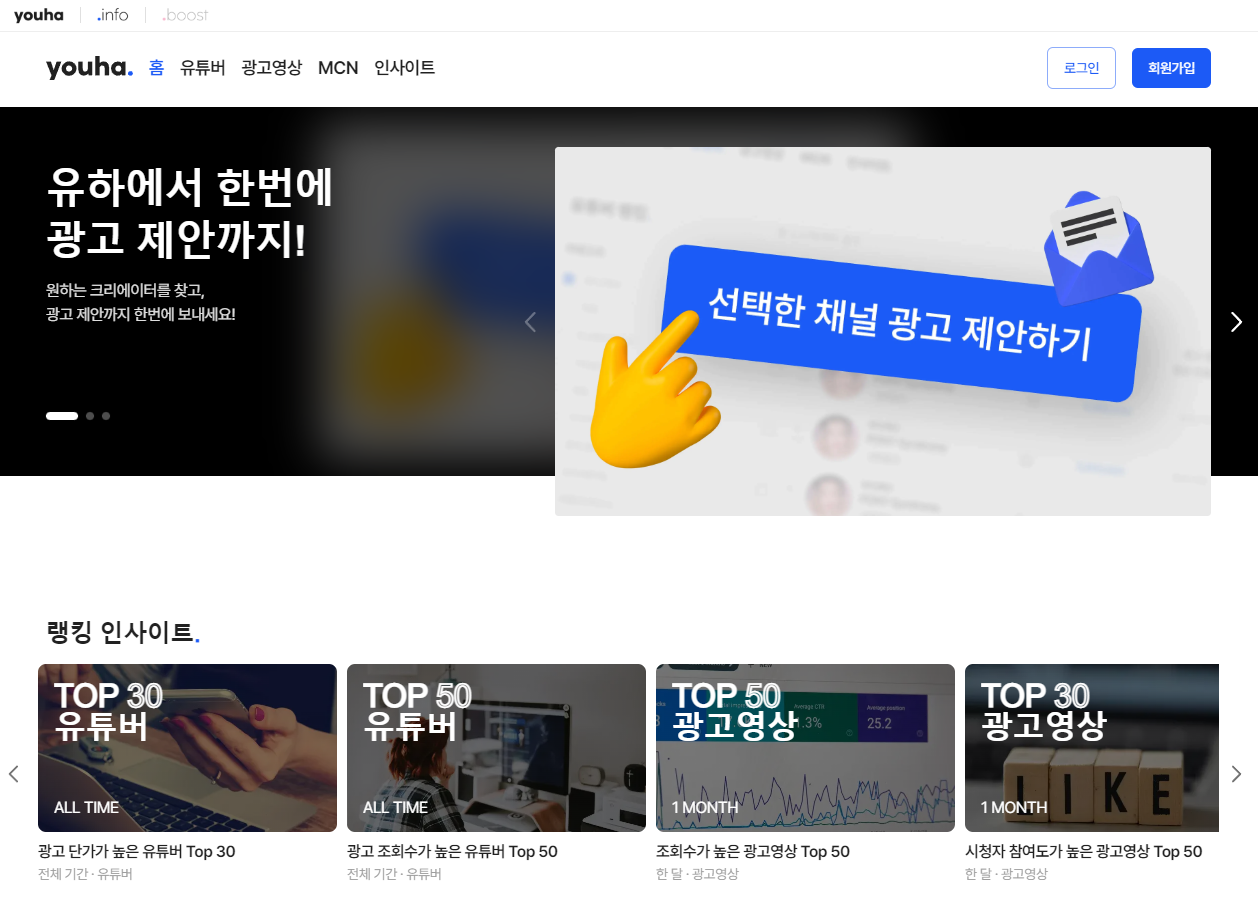 youha
.info
.boost
youha.
홈 유튜버 광고영상 MCN 인사이트
로그인
회원가입
유하에서 한번에
광고 제안까지!
원하는 크리에이터를 찾고,
광고 제안까지 한번에 보내세요!
선택한 채널 광고 제안하기
랭킹 인사이트.
TOP 30
유튜버
ALL TIME
광고 단가가 높은 유튜버 Top 30
전체 기간 · 유튜버
TOP 50
유튜버
ALL TIME
광고 조회수가 높은 유튜버 Top 50
전체 기간 · 유튜버
TOP 50
광고영상
Average CTR
Average position
25.2
1 MONTH
조회수가 높은 광고영상 Top 50
한 달 · 광고영상
TOP 30
광고영상
LIKE
1 MONTH
시청자 참여도가 높은 광고영상 Top 50
한 달 · 광고영상